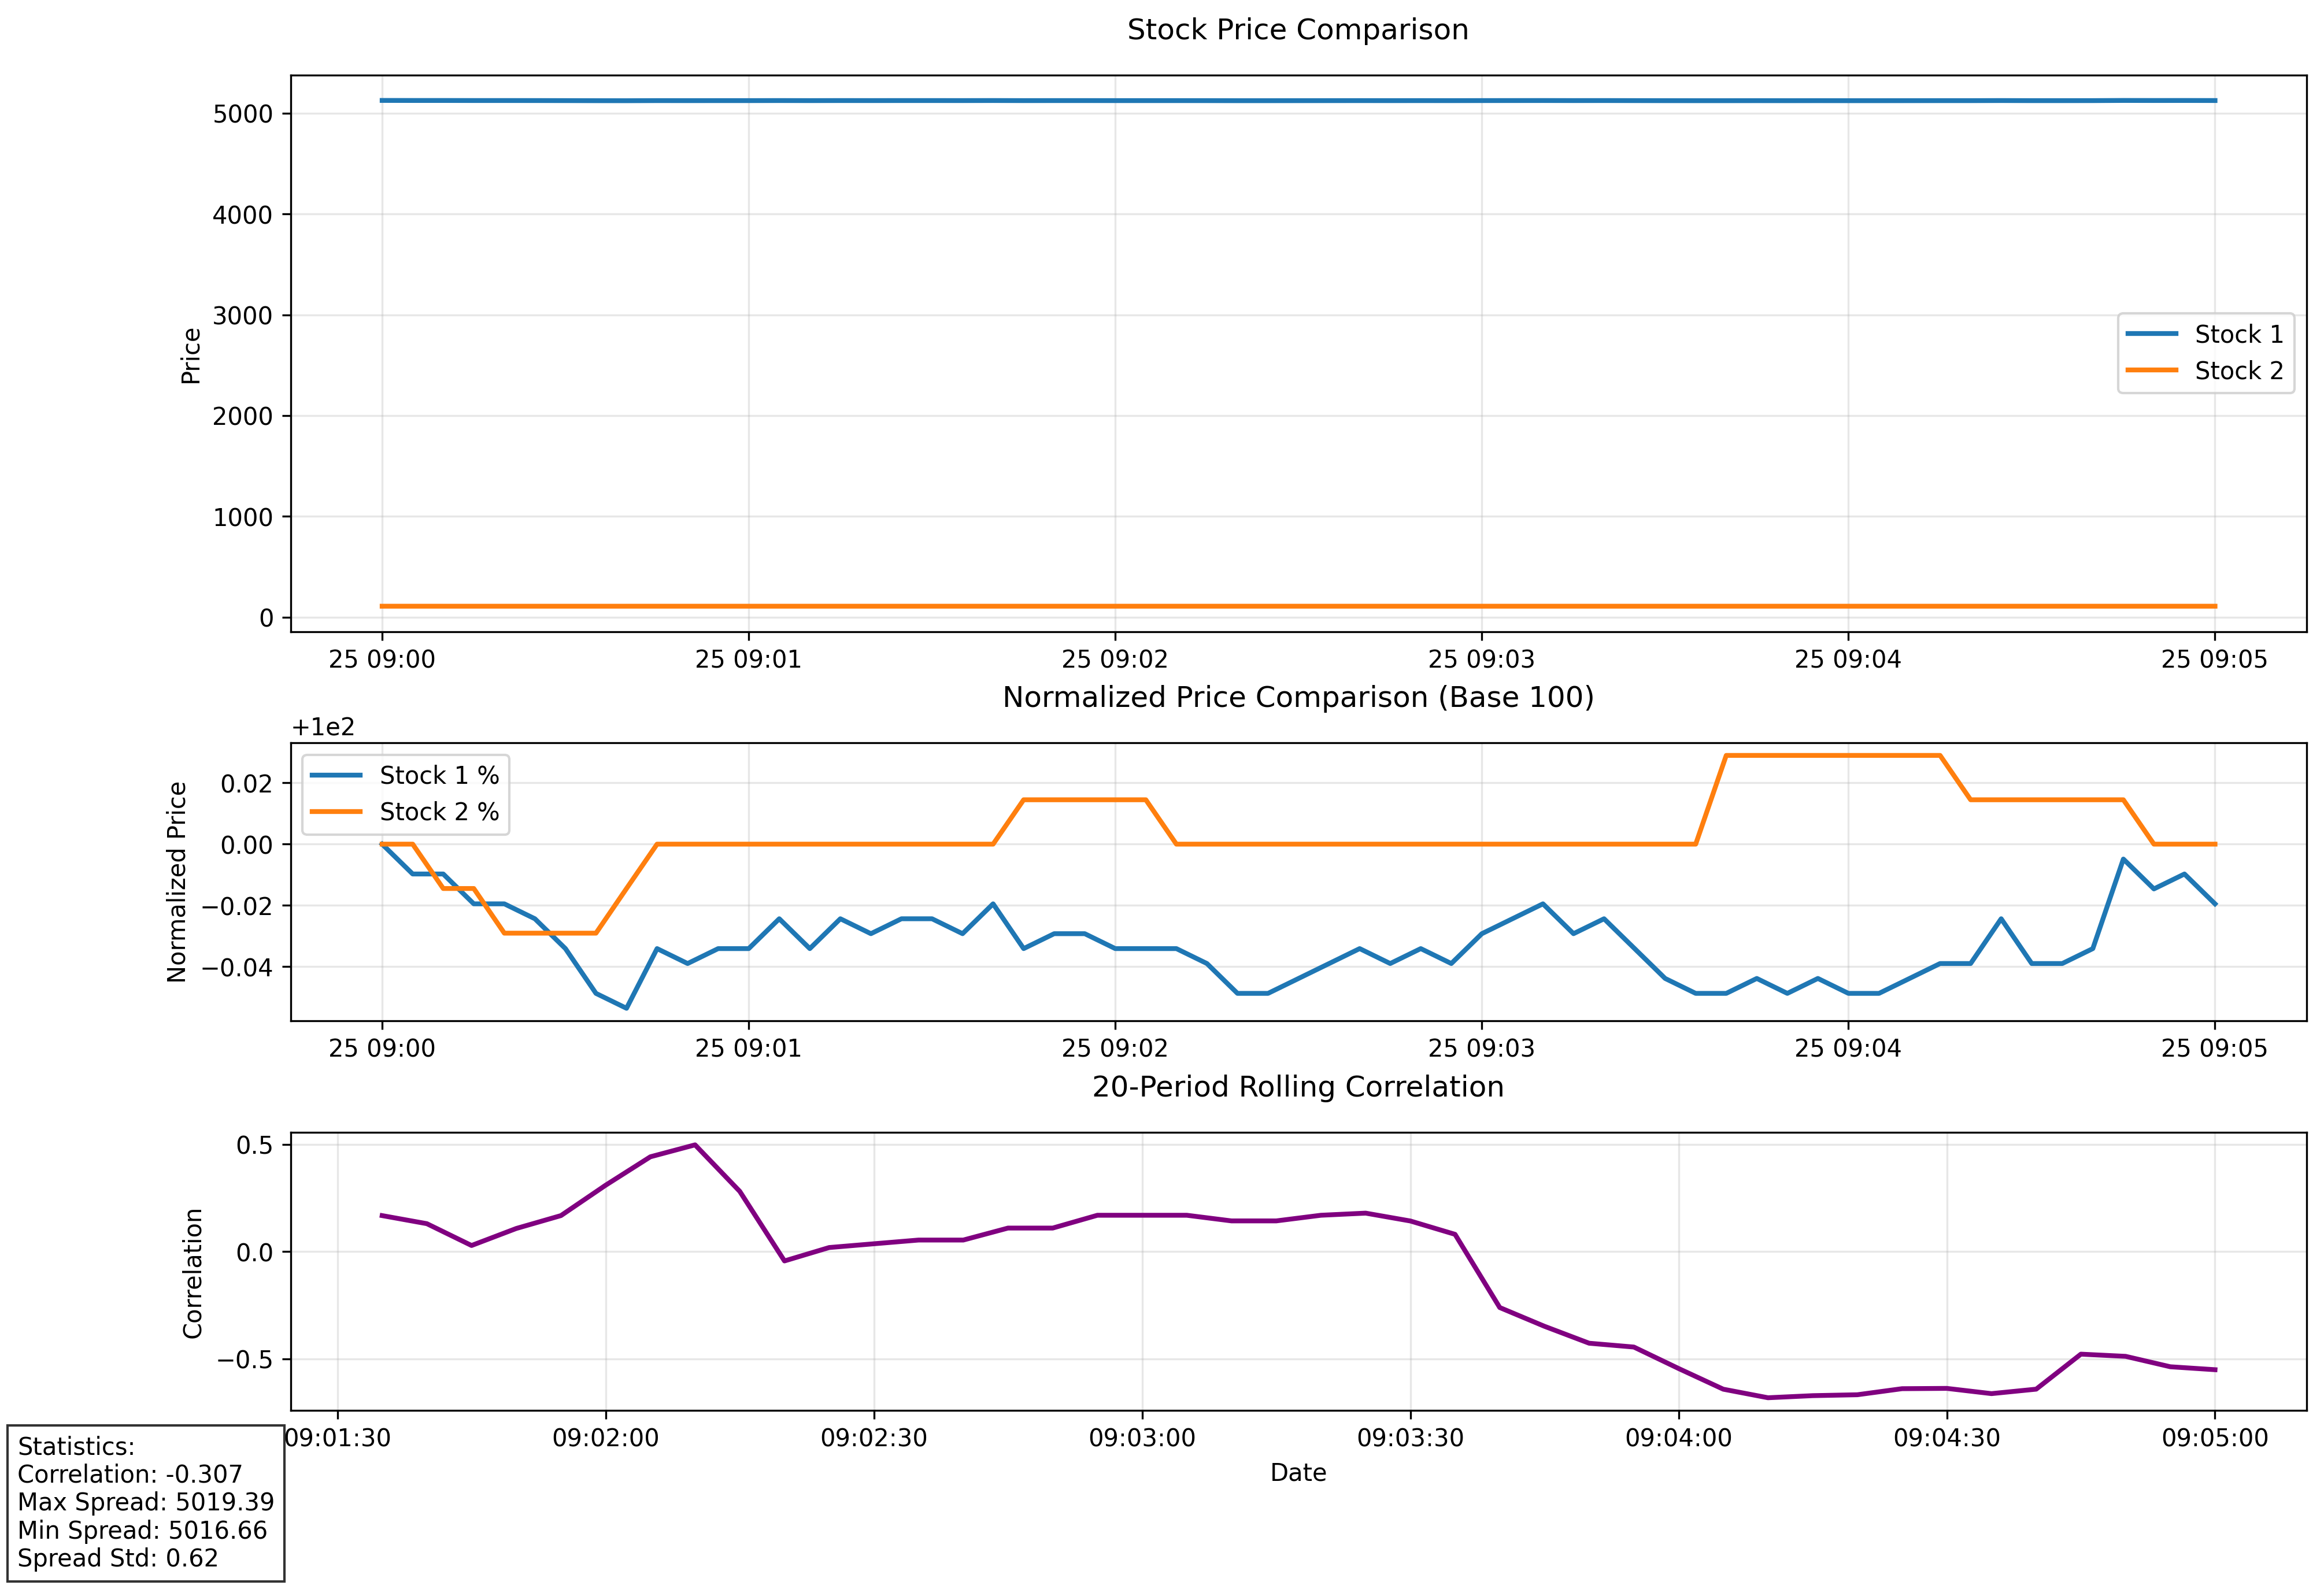 Stock Price Comparison
5000
4000
3000
2000
1000
0
Price
Stock 1
Stock 2
25 09:00 25 09:01 25 09:02 25 09:03 25 09:04 25 09:05
Normalized Price Comparison (Base 100)
+1e2
0.02
0.00
−0.02
−0.04
Normalized Price
Stock 1 %
Stock 2 %
25 09:00 25 09:01 25 09:02 25 09:03 25 09:04 25 09:05
20-Period Rolling Correlation
0.5
0.0
−0.5
Correlation
09:01:30 09:02:00 09:02:30 09:03:00 09:03:30 09:04:00 09:04:30 09:05:00
Date
Statistics:
Correlation: -0.307
Max Spread: 5019.39
Min Spread: 5016.66
Spread Std: 0.62